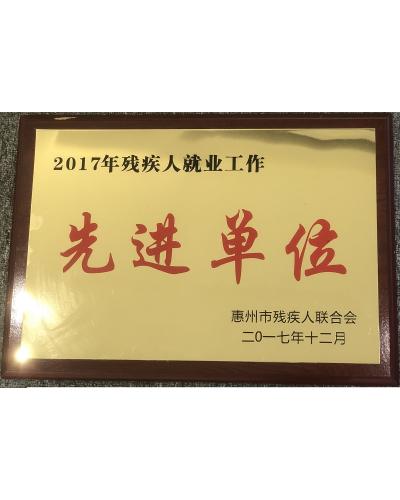 2017年残疾人就业工作
先进单位
惠州市残疾人联合会
二〇一七年十二月